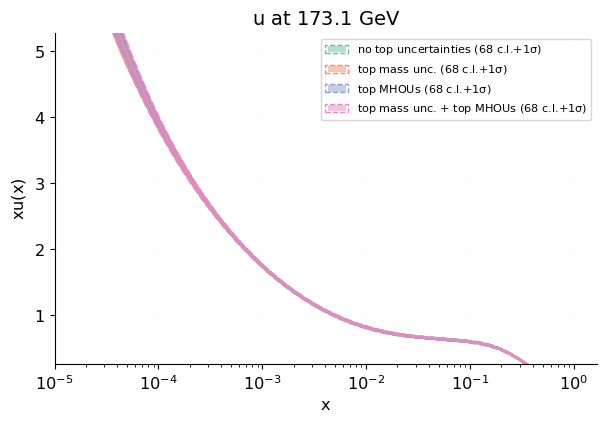 u at 173.1 GeV
no top uncertainties (68 c.l.+1σ)
top mass unc. (68 c.l.+1σ)
top MHOUs (68 c.l.+1σ)
top mass unc. + top MHOUs (68 c.l.+1σ)
xu(x)
5
4
3
2
1
10⁻⁵ 10⁻⁴ 10⁻³ 10⁻² 10⁻¹ 10⁰
x